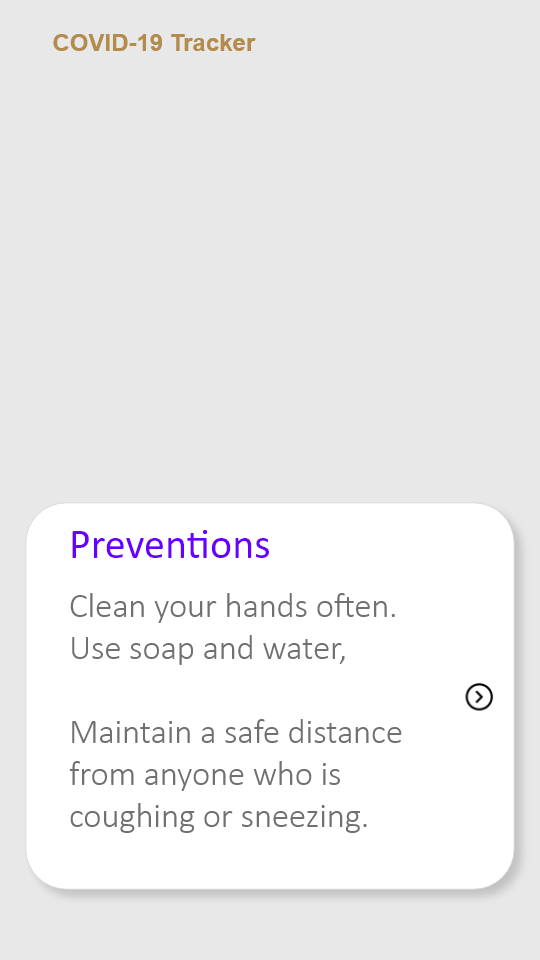 COVID-19 Tracker
Preventions
Clean your hands often.
Use soap and water,
Maintain a safe distance
from anyone who is
coughing or sneezing.